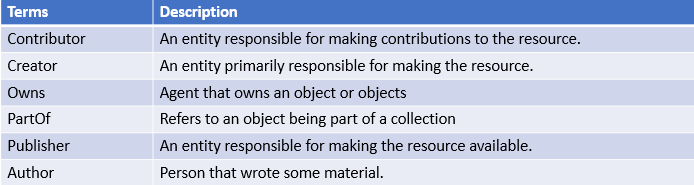 Terms Description
Contributor An entity responsible for making contributions to the resource.
Creator An entity primarily responsible for making the resource.
Owns Agent that owns an object or objects
PartOf Refers to an object being part of a collection
Publisher An entity responsible for making the resource available.
Author Person that wrote some material.